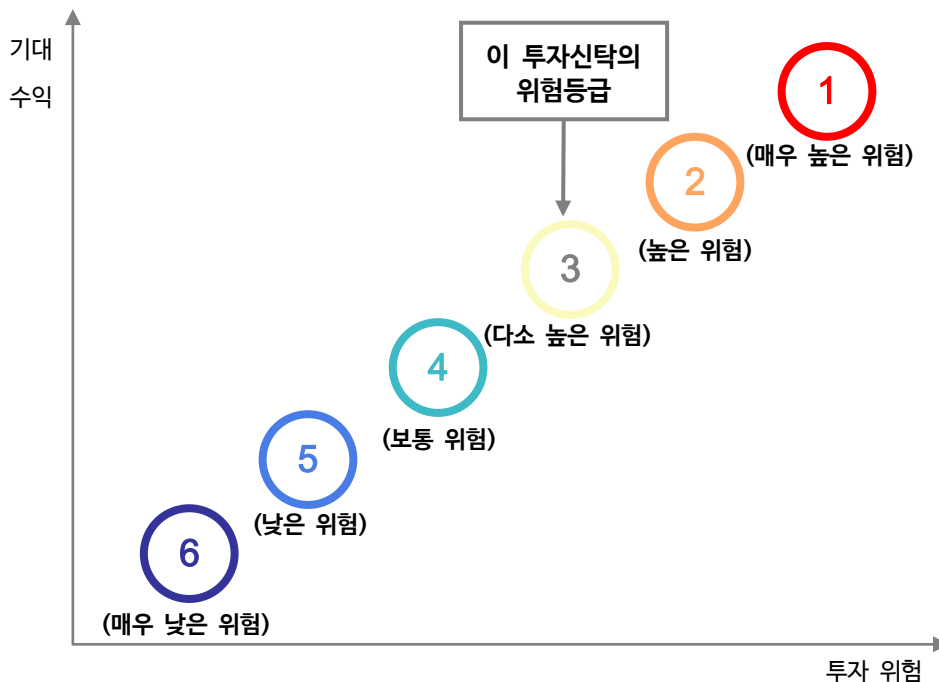 기대
수익
이 투자신탁의
위험등급
1
(매우 높은 위험)
2
(높은 위험)
3
(다소 높은 위험)
4
(보통 위험)
5
(낮은 위험)
6
(매우 낮은 위험)
투자 위험